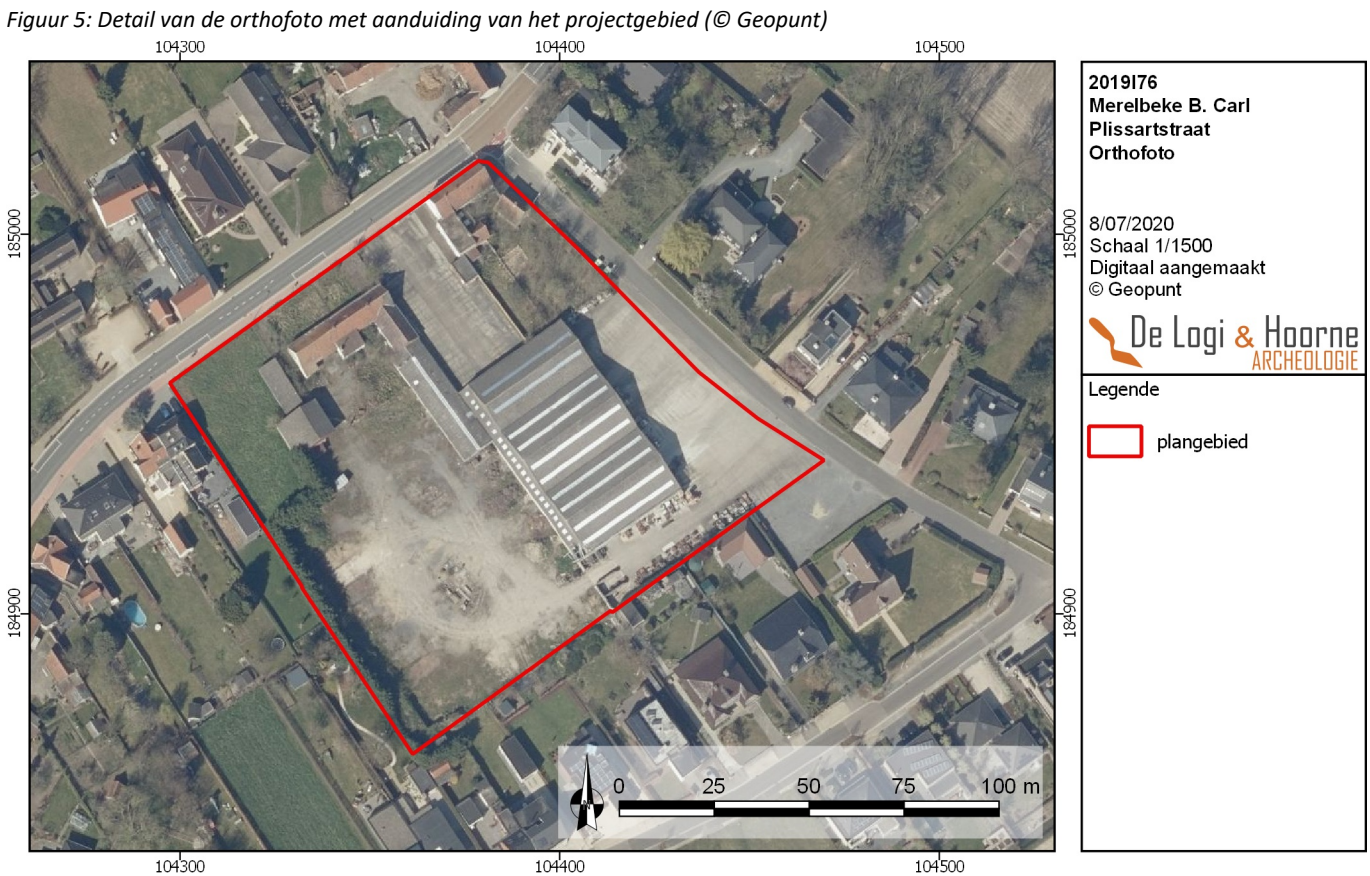 Figuur 5: Detail van de orthofoto met aanduiding van het projectgebied (© Geopunt)
104300 104400 104500
185000 185000
184900 184900
0 25 50 75 100 m
N
104300 104400 104500
2019I76
Merelbeke B. Carl
Plissartstraat
Orthofoto
8/07/2020
Schaal 1/1500
Digitaal aangemaakt
© Geopunt
De Logi & Hoorne
ARCHEOLOGIE
Legende
plangebied